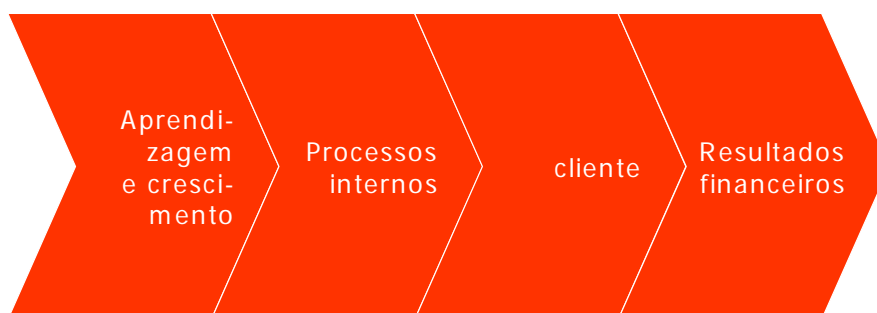 Aprendi-
zagem
e cresci-
mento
Processos
internos
cliente
Resultados
financeiros